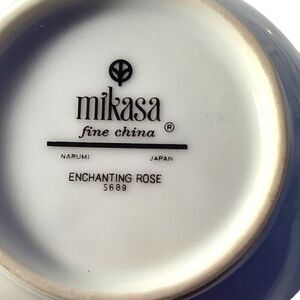 mikasa
fine china ®
NARUMI JAPAN
ENCHANTING ROSE
5689